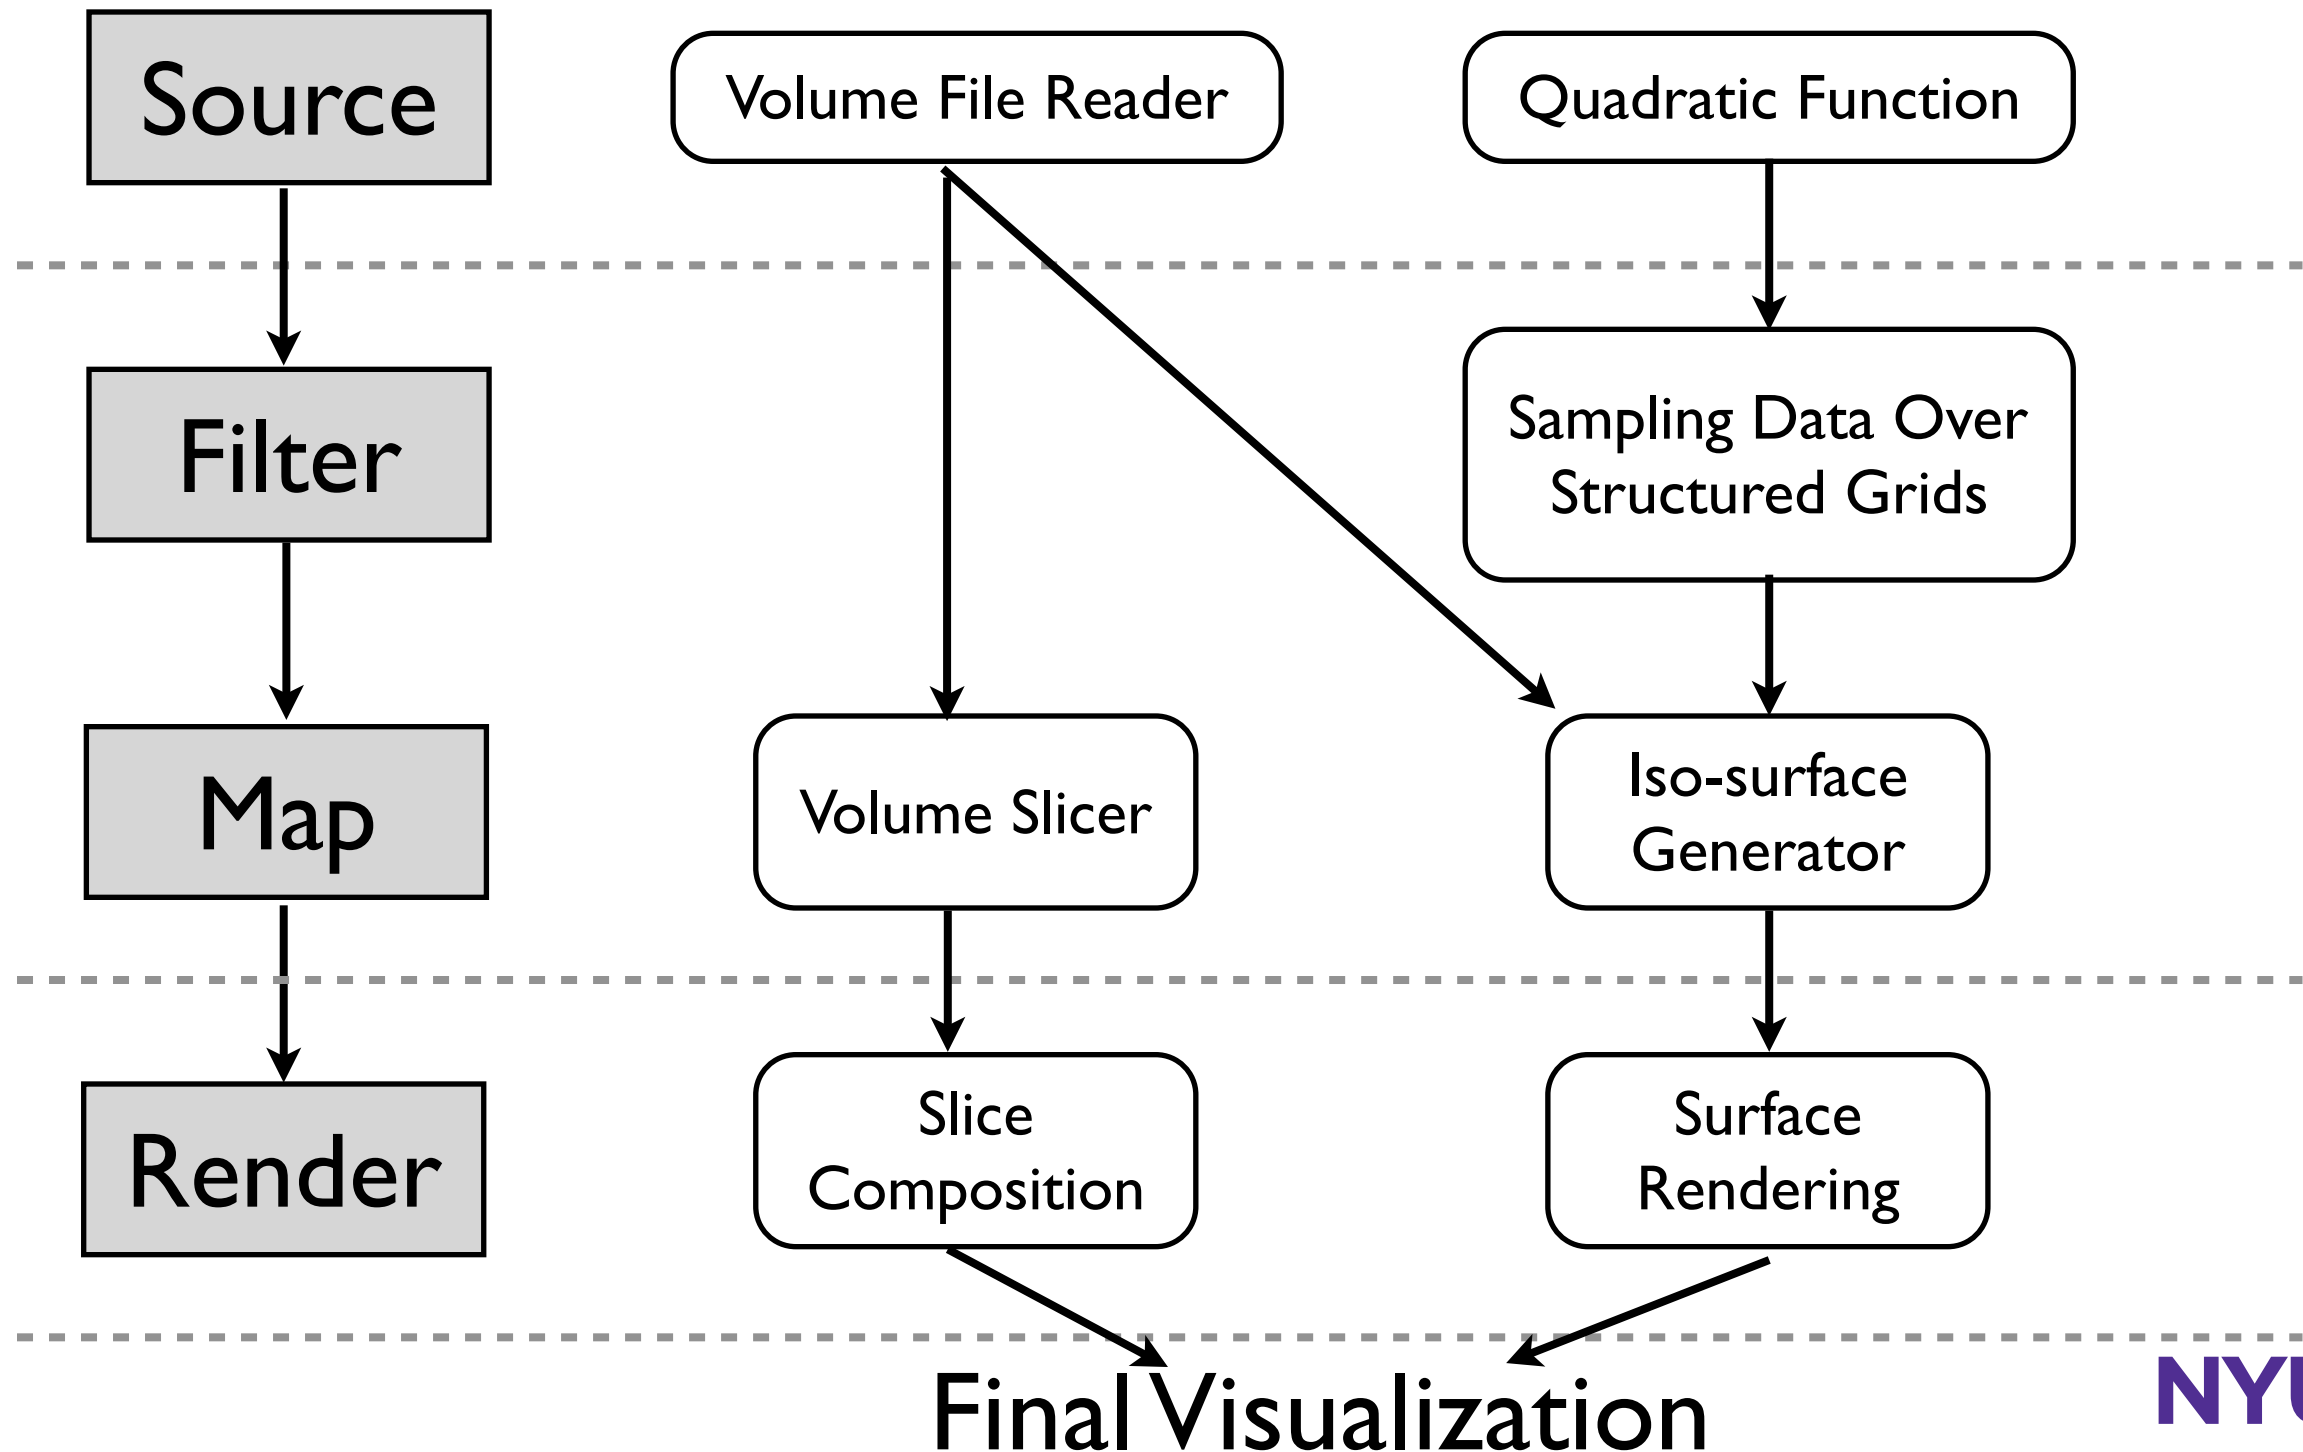 Source
Volume File Reader
Quadratic Function
Filter
Sampling Data Over
Structured Grids
Map
Volume Slicer
Iso-surface
Generator
Render
Slice
Composition
Surface
Rendering
Final Visualization
NYU